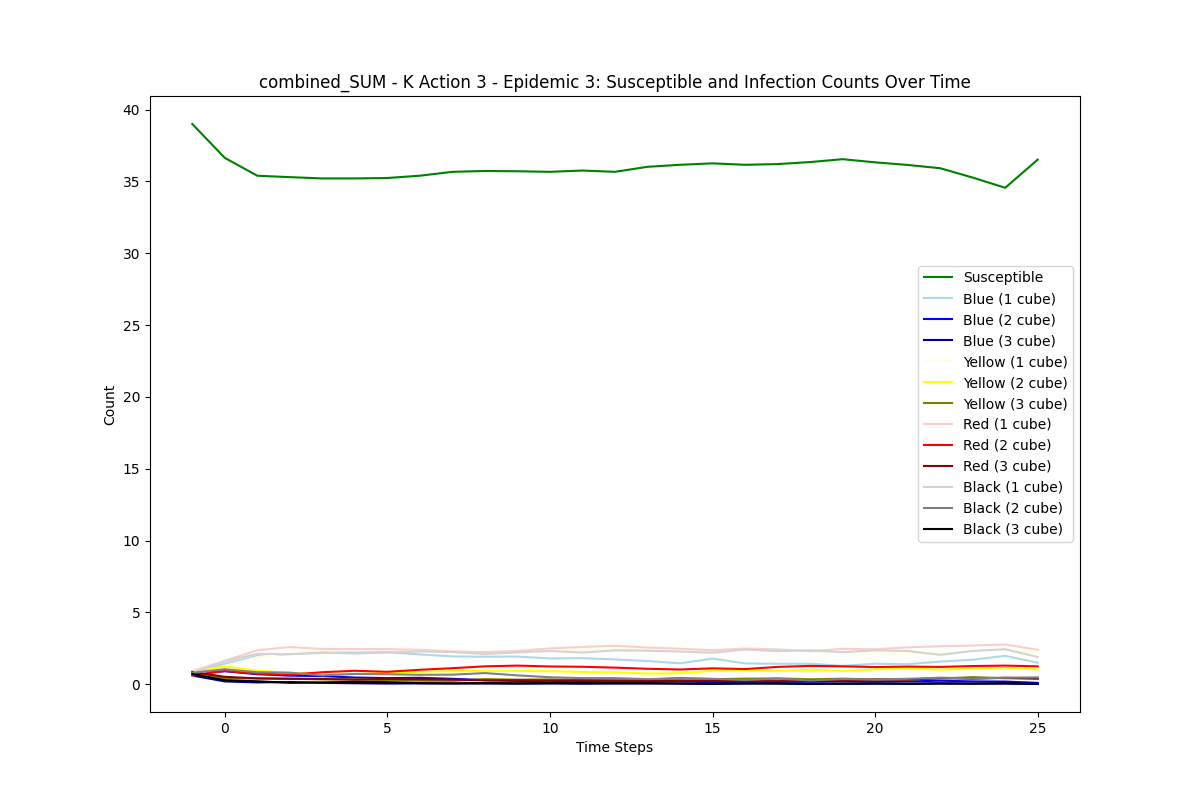 combined_SUM - K Action 3 - Epidemic 3: Susceptible and Infection Counts Over Time
40
35
30
25
20
15
10
5
0
Count
Susceptible
Blue (1 cube)
Blue (2 cube)
Blue (3 cube)
Yellow (1 cube)
Yellow (2 cube)
Yellow (3 cube)
Red (1 cube)
Red (2 cube)
Red (3 cube)
Black (1 cube)
Black (2 cube)
Black (3 cube)
0 5 10 15 20 25
Time Steps